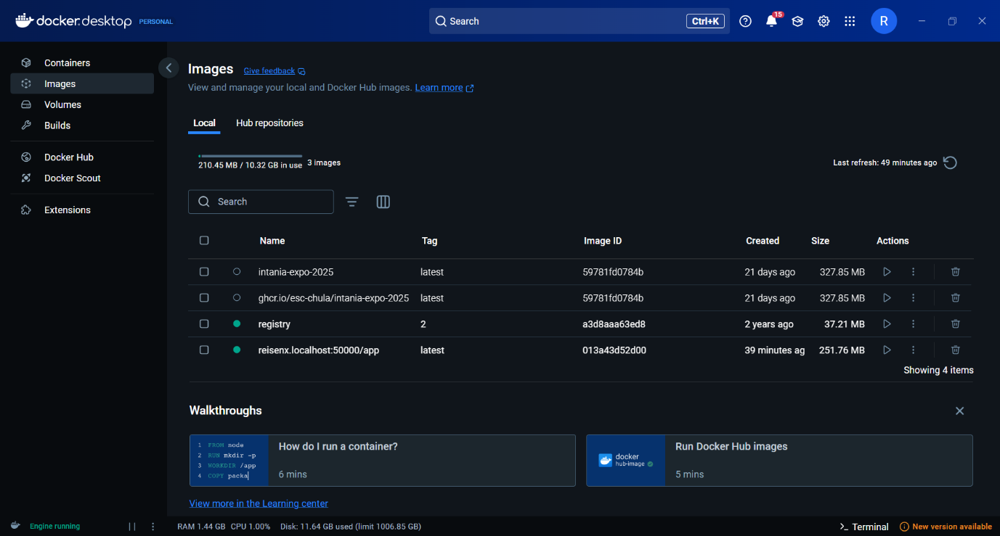 docker.desktop PERSONAL
Search Ctrl+K
15
R
Containers
Images
Volumes
Builds
Docker Hub
Docker Scout
Extensions
Images Give feedback
View and manage your local and Docker Hub images. Learn more
Local Hub repositories
210.45 MB / 10.32 GB in use 3 images
Last refresh: 49 minutes ago
Search
Name Tag Image ID Created Size Actions
intania-expo-2025 latest 59781fd0784b 21 days ago 327.85 MB
ghcr.io/esc-chula/intania-expo-2025 latest 59781fd0784b 21 days ago 327.85 MB
registry 2 a3d8aaa63ed8 2 years ago 37.21 MB
reisenx.localhost:50000/app latest 013a43d52d00 39 minutes ag 251.76 MB
Showing 4 items
Walkthroughs
1 FROM node
2 RUN mkdir -p
3 WORKDIR /app
4 COPY packa
How do I run a container?
6 mins
docker
hub-image
Run Docker Hub images
5 mins
View more in the Learning center
Engine running
RAM 1.44 GB CPU 1.00% Disk: 11.64 GB used (limit 1006.85 GB)
>_ Terminal
New version available